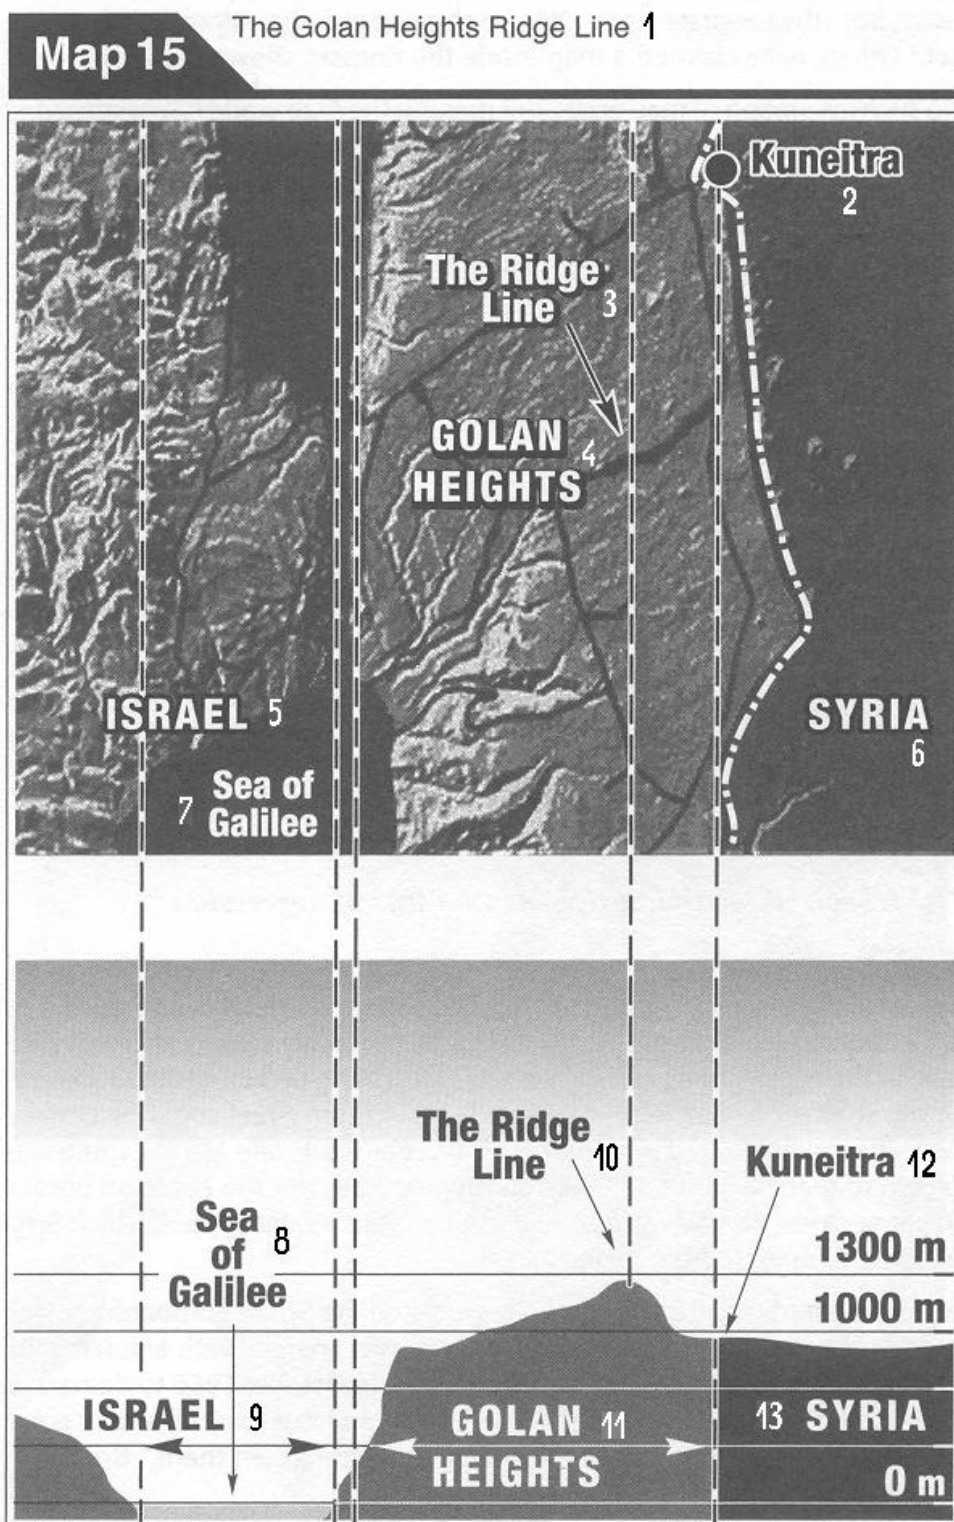 The Golan Heights Ridge Line 1
Map 15
Kuneitra
2
The Ridge
Line 3
GOLAN
4
HEIGHTS
ISRAEL 5
SYRIA
6
7 Sea of
Galilee
The Ridge
Line 10
Kuneitra 12
Sea
of 8
Galilee
1300 m
1000 m
ISRAEL 9
GOLAN 11
HEIGHTS
13 SYRIA
0 m